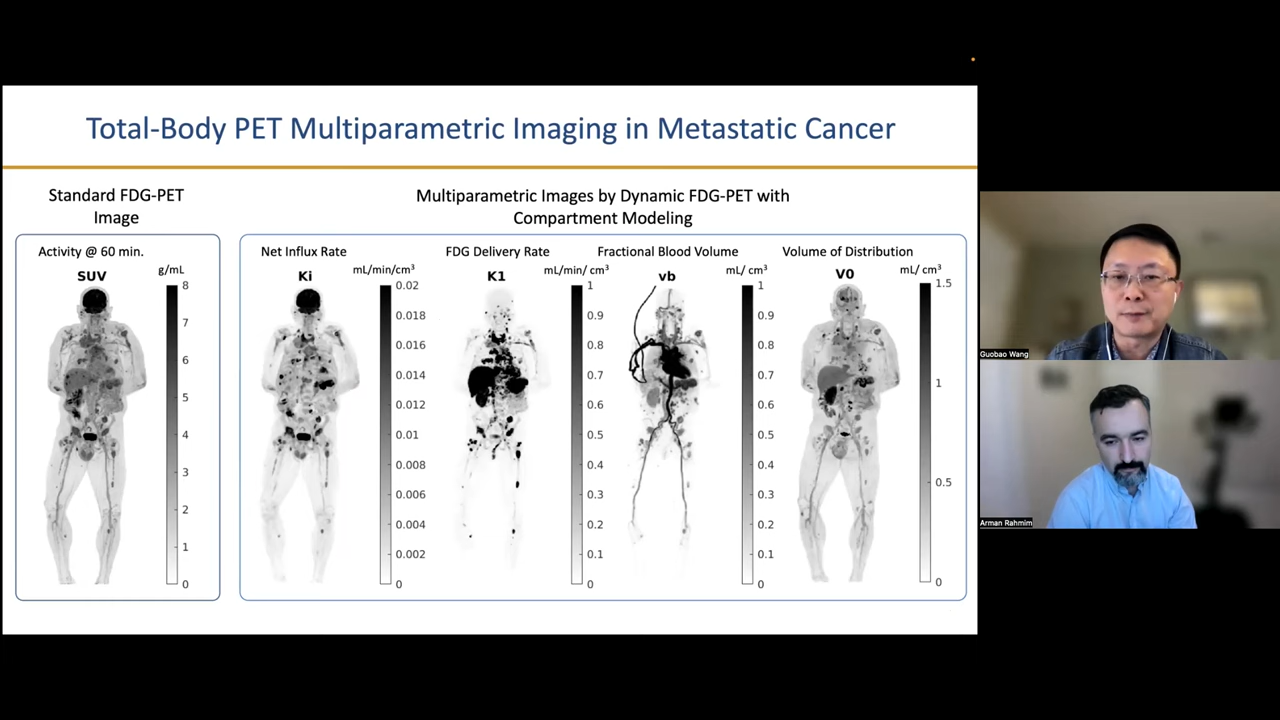 Total-Body PET Multiparametric Imaging in Metastatic Cancer
Standard FDG-PET
Image
Multiparametric Images by Dynamic FDG-PET with
Compartment Modeling
Activity @ 60 min.
SUV
g/mL
8
7
6
5
4
3
2
1
0
Net Influx Rate
Ki
mL/min/cm³
0.02
0.018
0.016
0.014
0.012
0.01
0.008
0.006
0.004
0.002
0
FDG Delivery Rate
K1
mL/min/ cm³
1
0.9
0.8
0.7
0.6
0.5
0.4
0.3
0.2
0.1
0
Fractional Blood Volume
vb
mL/ cm³
1
0.9
0.8
0.7
0.6
0.5
0.4
0.3
0.2
0.1
0
Volume of Distribution
V0
mL/ cm³
1.5
1
0.5
0
Guobao Wang
Arman Rahmim